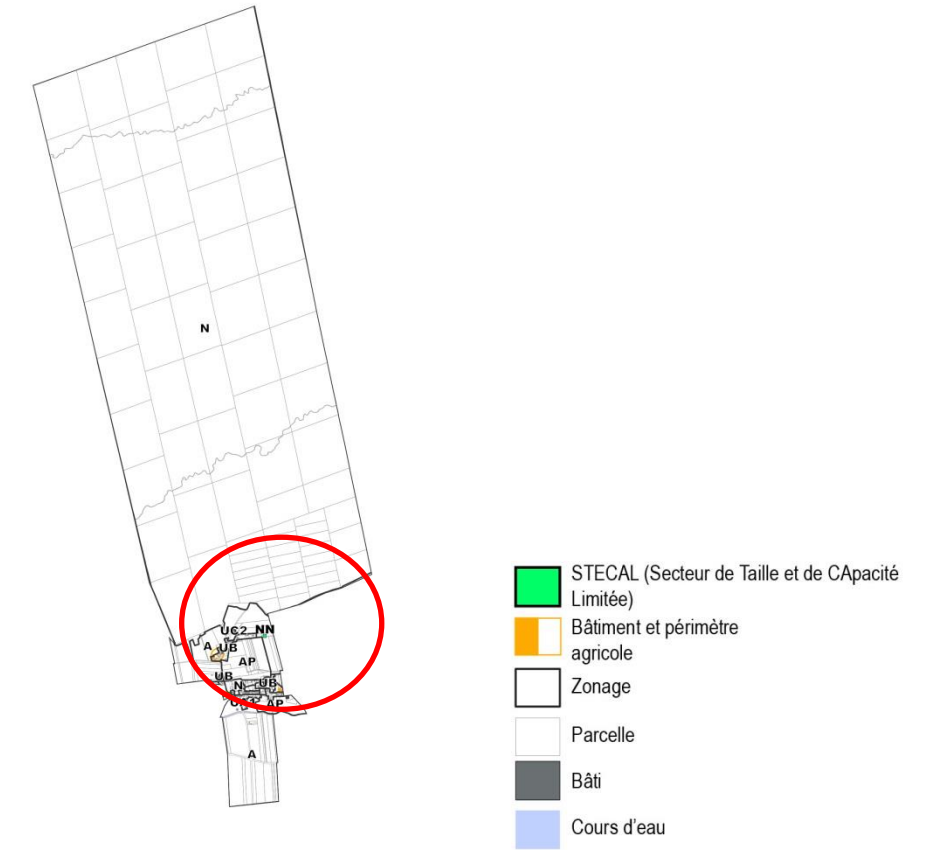 N
UC2 NN
A UB
AP
UB
N UB
AP
A
STECAL (Secteur de Taille et de CApacité
Limitée)
Bâtiment et périmètre
agricole
Zonage
Parcelle
Bâti
Cours d'eau